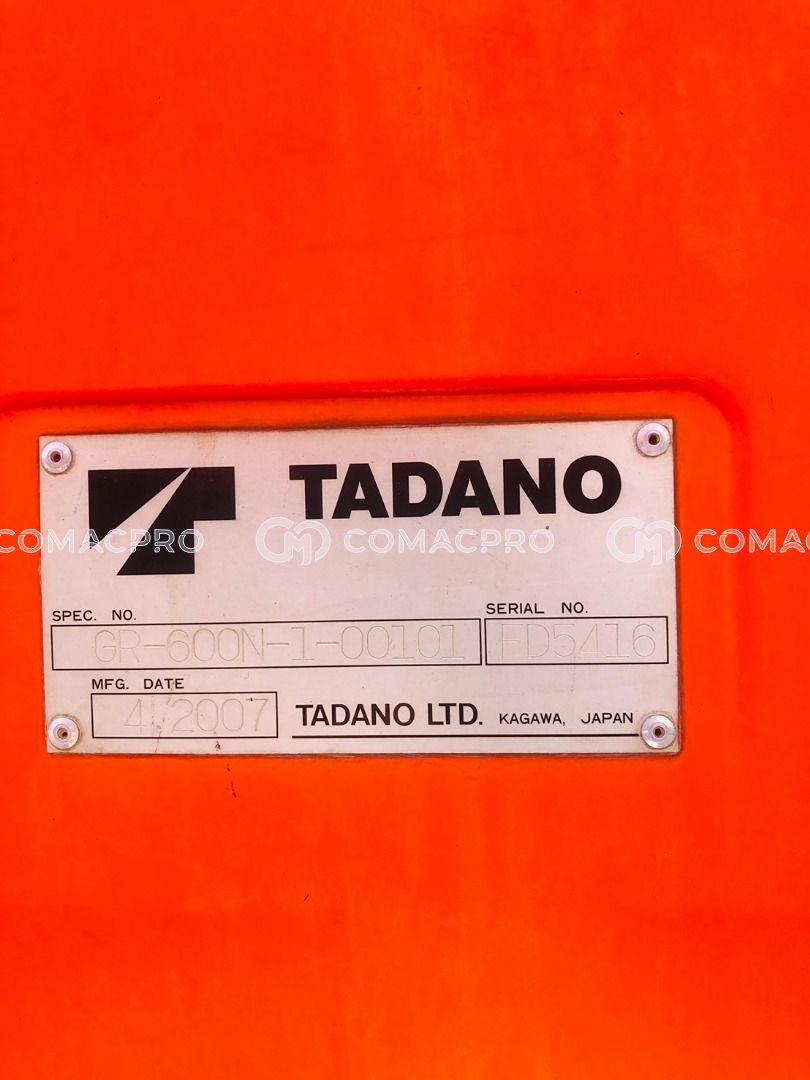 TADANO
COMACPRO COMACPRO COMAC
SPEC. NO.
SERIAL NO.
GR-600N-1-00101
FD5416
MFG. DATE
4. 2007
TADANO LTD. KAGAWA, JAPAN